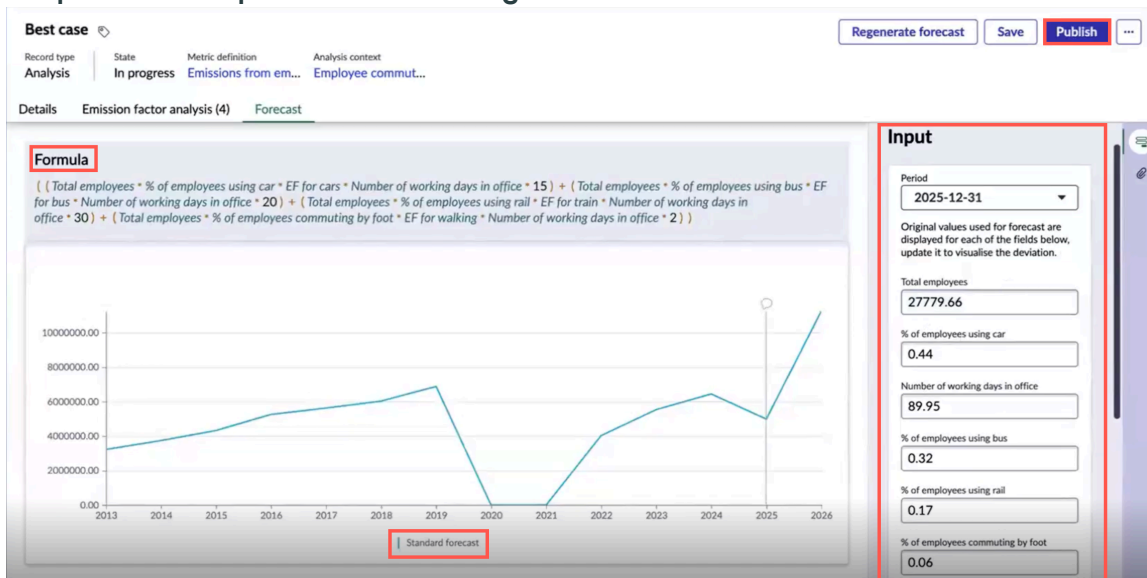 Best case
Regenerate forecast
Save
Publish
Record type
State
Metric definition
Analysis context
Analysis
In progress
Emissions from em...
Employee commut...
Details
Emission factor analysis (4)
Forecast
Formula
( ( Total employees * % of employees using car * EF for cars * Number of working days in office * 15 ) + ( Total employees * % of employees using bus * EF
for bus * Number of working days in office * 20 ) + ( Total employees * % of employees using rail * EF for train * Number of working days in
office * 30 ) + ( Total employees * % of employees commuting by foot * EF for walking * Number of working days in office * 2 ) )
10000000.00
8000000.00
6000000.00
4000000.00
2000000.00
0.00
2013 2014 2015 2016 2017 2018 2019 2020 2021 2022 2023 2024 2025 2026
Standard forecast
Input
Period
2025-12-31
Original values used for forecast are
displayed for each of the fields below,
update it to visualise the deviation.
Total employees
27779.66
% of employees using car
0.44
Number of working days in office
89.95
% of employees using bus
0.32
% of employees using rail
0.17
% of employees commuting by foot
0.06